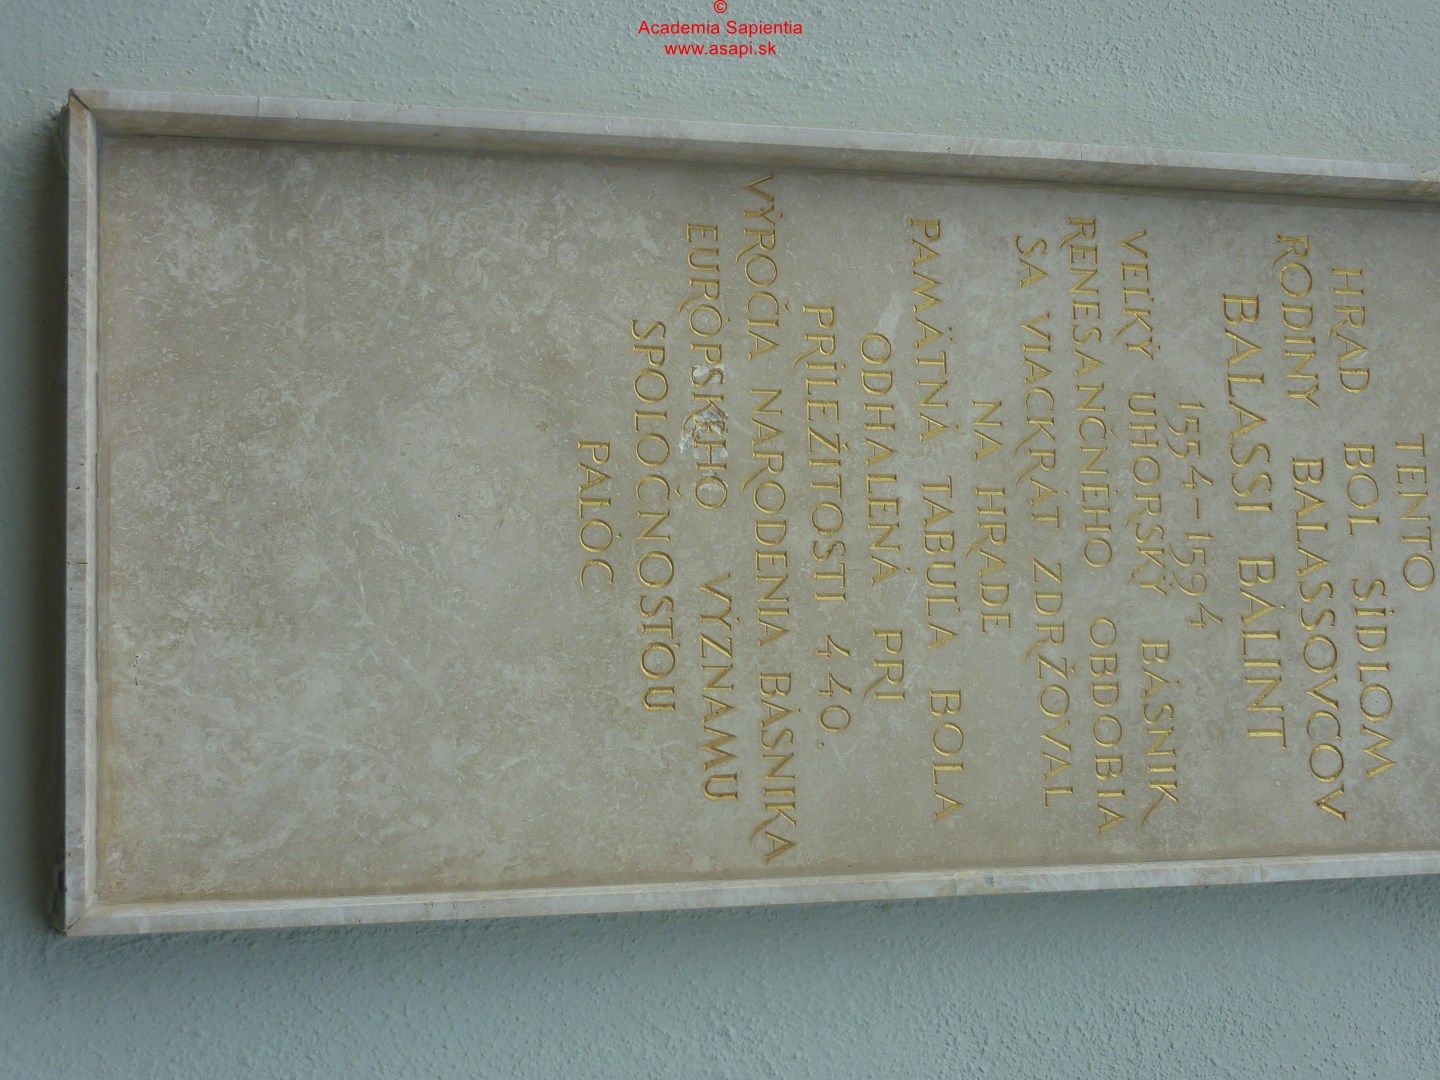 ©
Academia Sapientia
www.asapi.sk
TENTO
HRAD BOL SÍDLOM
RODINY BALASSOVCOV
BALASSI BÁLINT
1554-1594
VEĽKÝ UHORSKÝ BÁSNIK
RENESANČNÉHO OBDOBIA
SA VIACKRÁT ZDRŽOVAL
NA HRADE
PAMÄTNÁ TABUĽA BOLA
ODHALENÁ PRI
PRÍLEŽITOSTI 440.
VÝROČIA NARODENIA BÁSNIKA
EURÓPSKEHO VÝZNAMU
SPOLOČNOSŤOU
PALÓC